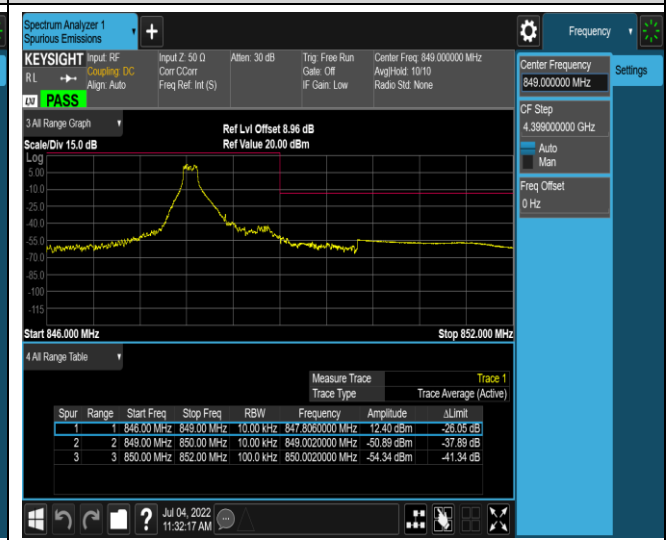 Spectrum Analyzer 1
Spurious Emissions
+
Frequency
KEYSIGHT Input: RF Input Z: 50 Ω Atten: 30 dB Trig: Free Run Center Freq: 849.000000 MHz
R L Coupling: DC Corr CCorr Gate: Off Avg|Hold: 10/10
Align: Auto Freq Ref: Int (S) IF Gain: Low Radio Std: None
LXI PASS
Center Frequency
849.000000 MHz
Settings
CF Step
4.399000000 GHz
Auto
Man
Freq Offset
0 Hz
3 All Range Graph
Ref Lvl Offset 8.96 dB
Scale/Div 15.0 dB Ref Value 20.00 dBm
Log
5.00
-10.0
-25.0
-40.0
-55.0
-70.0
-85.0
-100
-115
Start 846.000 MHz Stop 852.000 MHz
4 All Range Table
Measure Trace Trace 1
Trace Type Trace Average (Active)
Spur Range Start Freq Stop Freq RBW Frequency Amplitude ΔLimit
1 1 846.00 MHz 849.00 MHz 10.00 kHz 847.8060000 MHz 12.40 dBm -26.05 dB
2 2 849.00 MHz 850.00 MHz 10.00 kHz 849.0020000 MHz -50.89 dBm -37.89 dB
3 3 850.00 MHz 852.00 MHz 100.0 kHz 850.0020000 MHz -54.34 dBm -41.34 dB
? Jul 04, 2022
11:32:17 AM